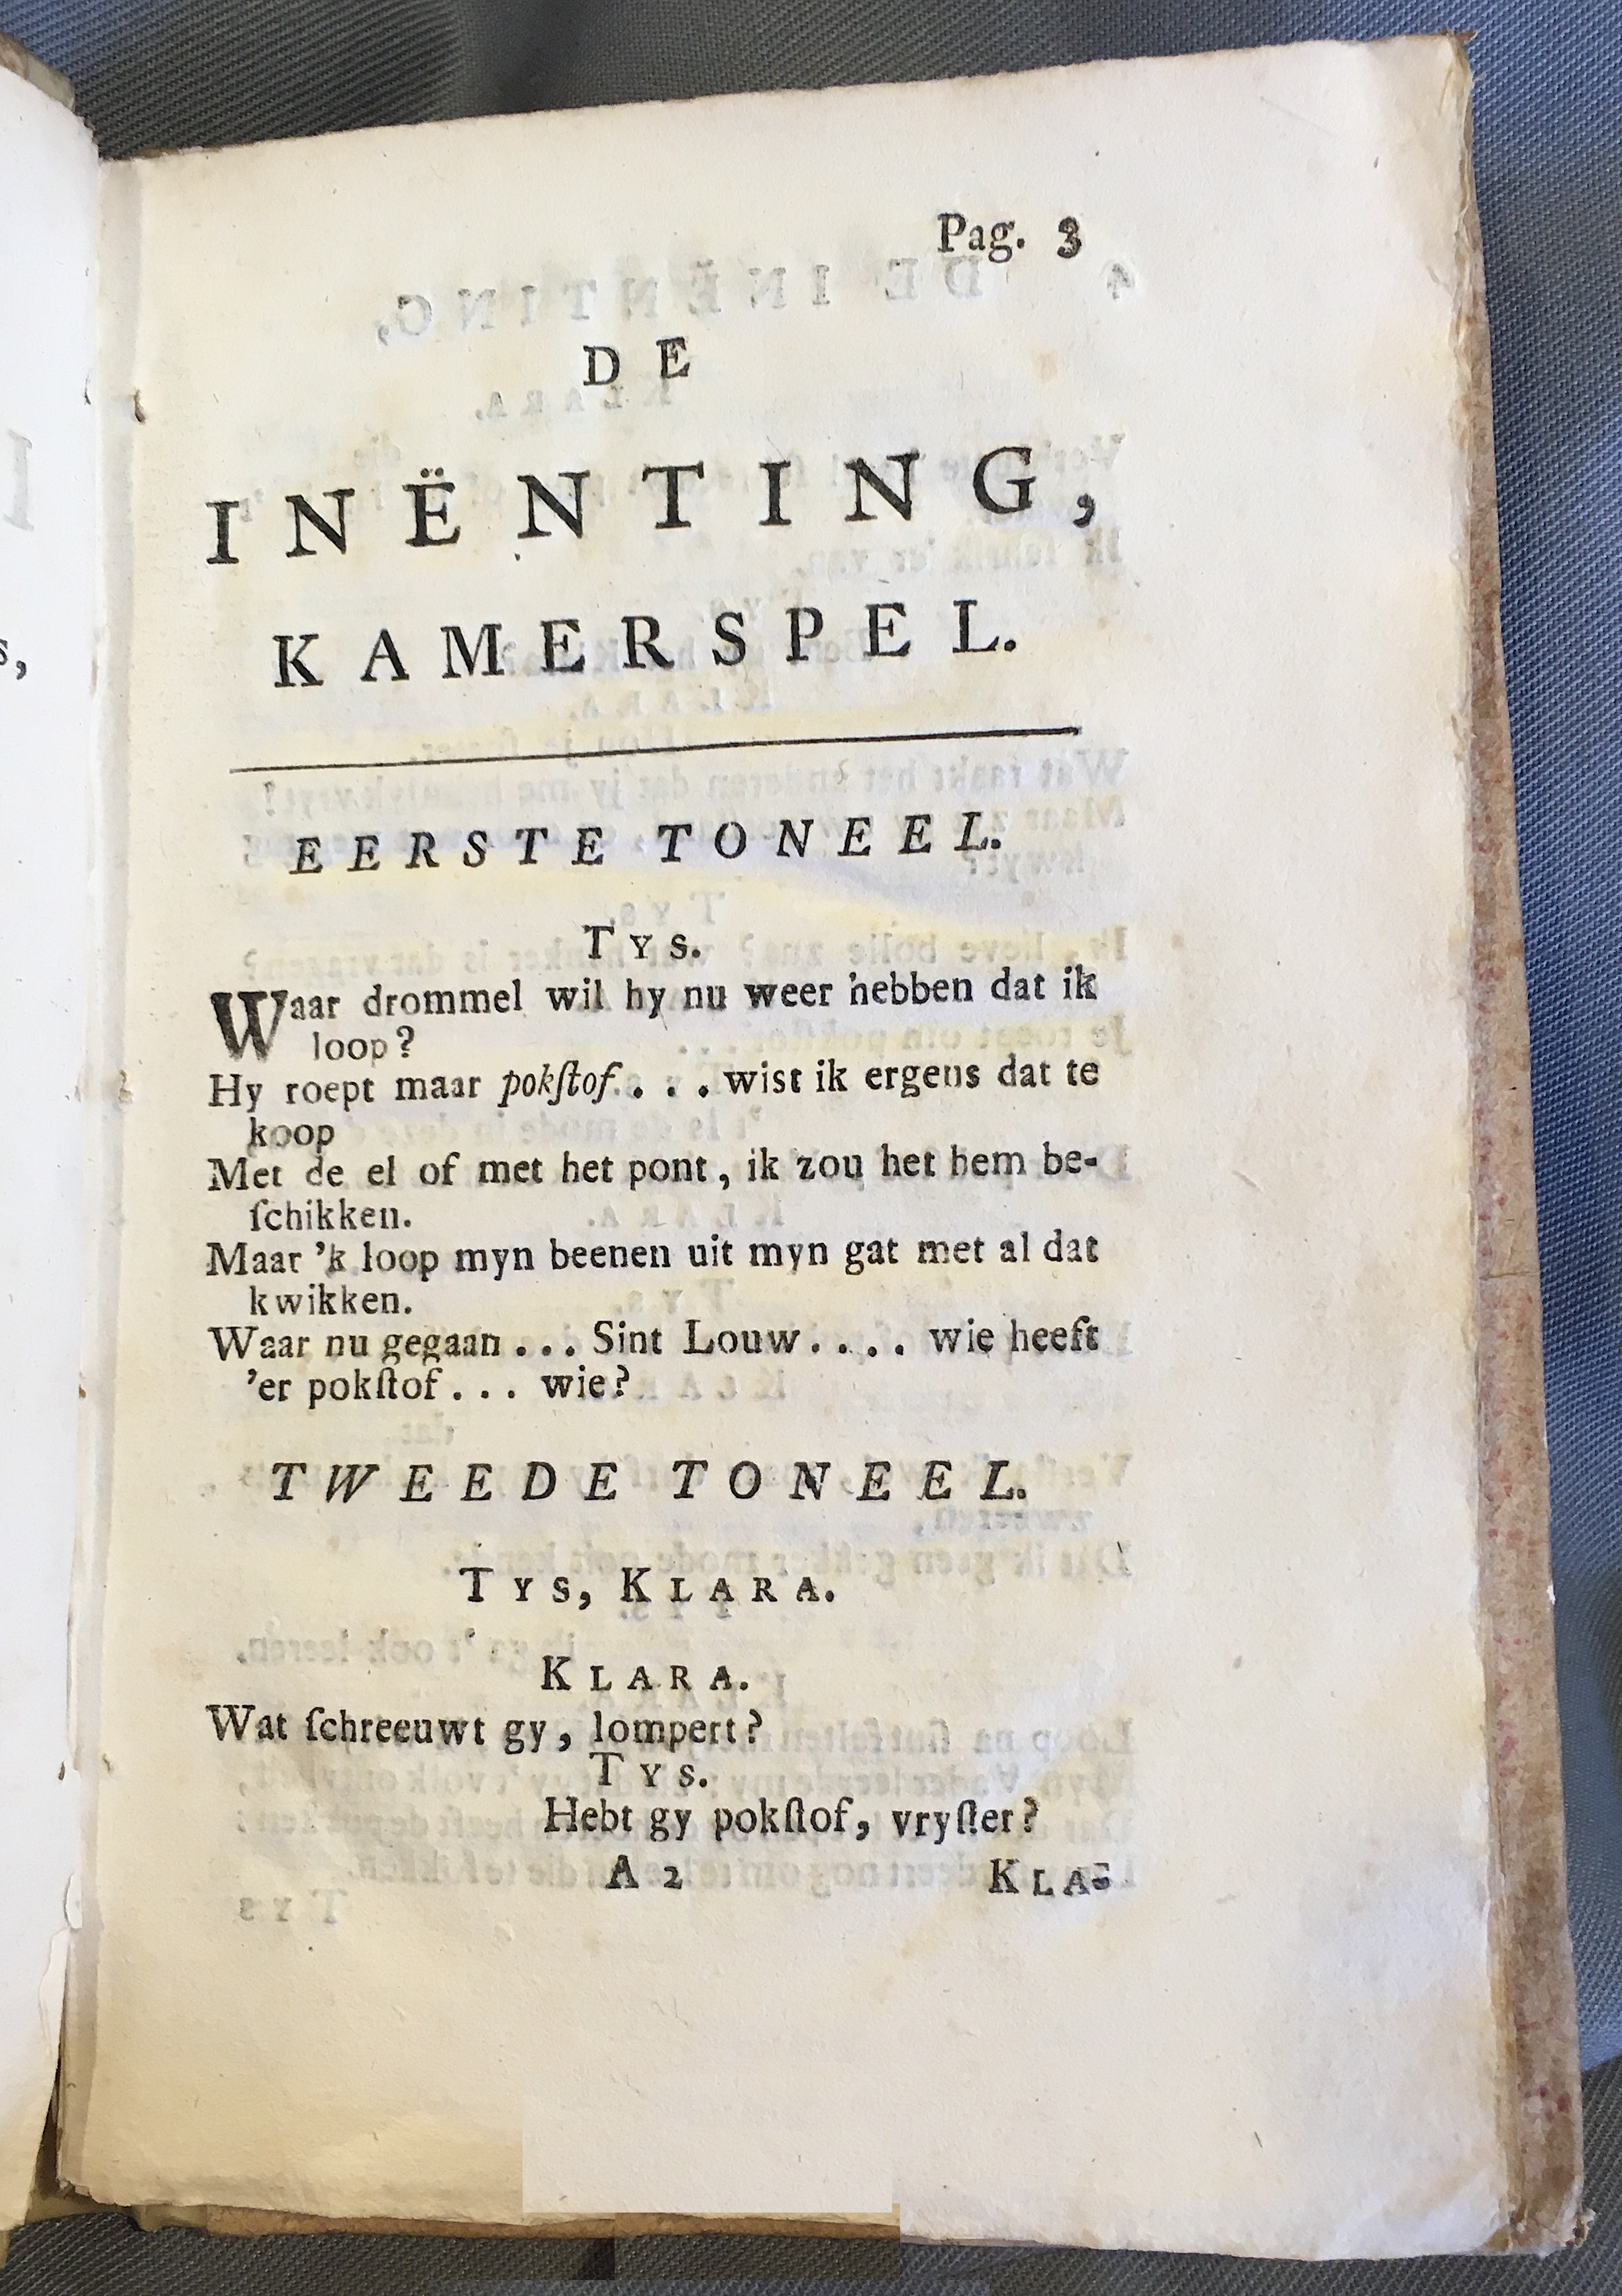 Pag. 3
DE
INËNTING,
KAMERSPEL.
EERSTE TONEEL.
TYS.
Waar drommel wil hy nu weer hebben dat ik
loop?
Hy roept maar pokſtof. . . wist ik ergens dat te
koop
Met de el of met het pont, ik zou het hem be-
ſchikken.
Maar 'k loop myn beenen uit myn gat met al dat
kwikken.
Waar nu gegaan ... Sint Louw . . . . wie heeft
'er pokſtof . . . wie?
TWEEDE TONEEL.
TYS, KLARA.
KLARA.
Wat ſchreeuwt gy, lompert?
TYS.
Hebt gy pokſtof, vryſter?
A 2 KLA-
s,